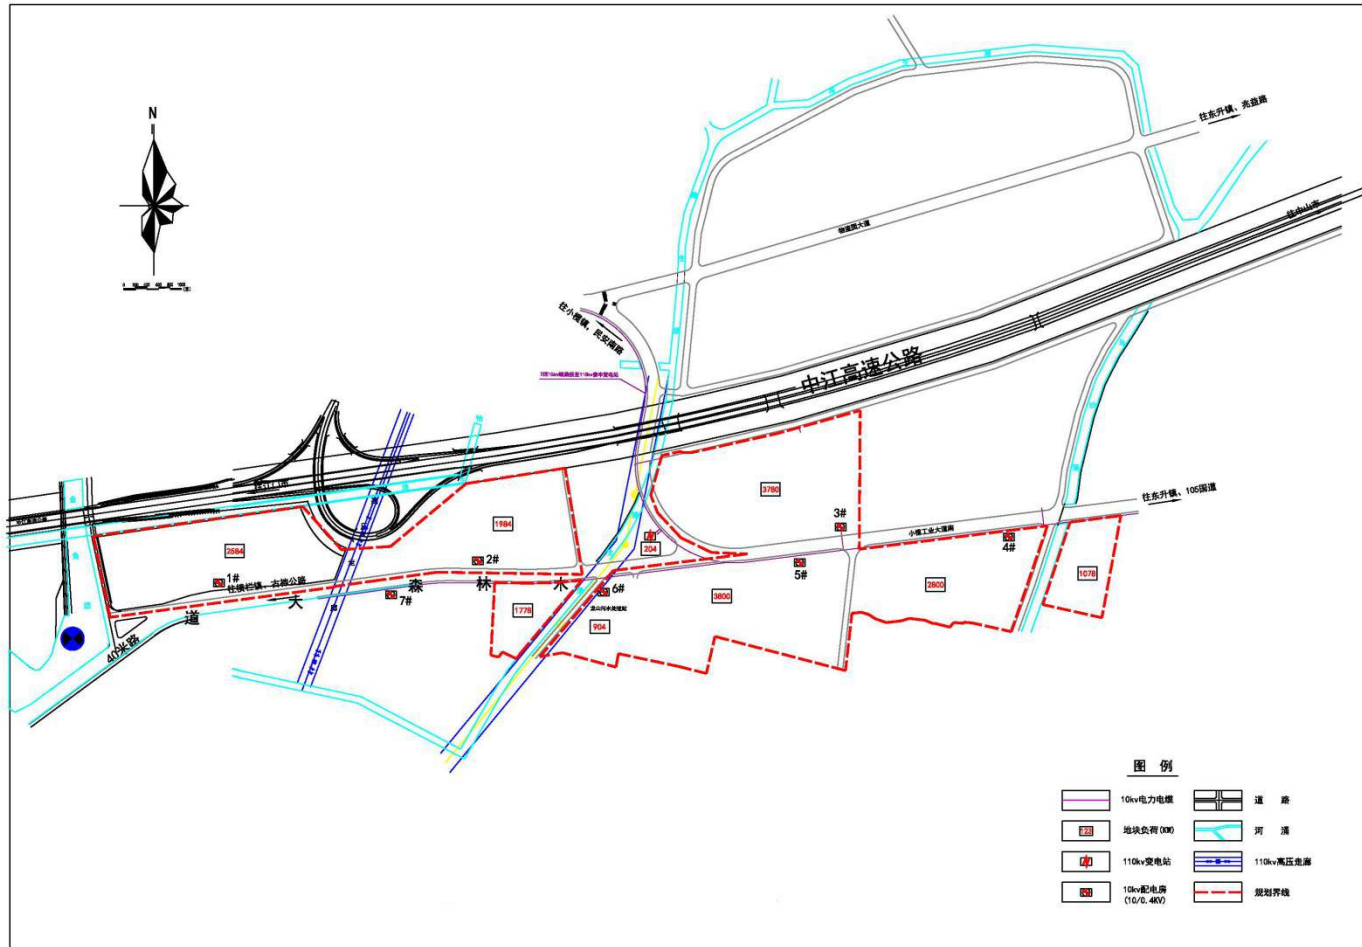 N
往东升镇、兆益路
往中山市
物流园大道
往小榄镇，民安南路
中江高速公路
往东升镇、105国道
小榄工业大道南
3780
3#
1984
2584
2#
204
4#
1#
5#
1078
2800
往横栏镇、古神公路
7#
6#
1778
3800
904
木林森大道
40米路
图 例
10kv电力电缆
道 路
123
地块负荷(KW)
河 涌
110kv变电站
110kv高压走廊
10kv配电房
(10/0.4KV)
规划界线